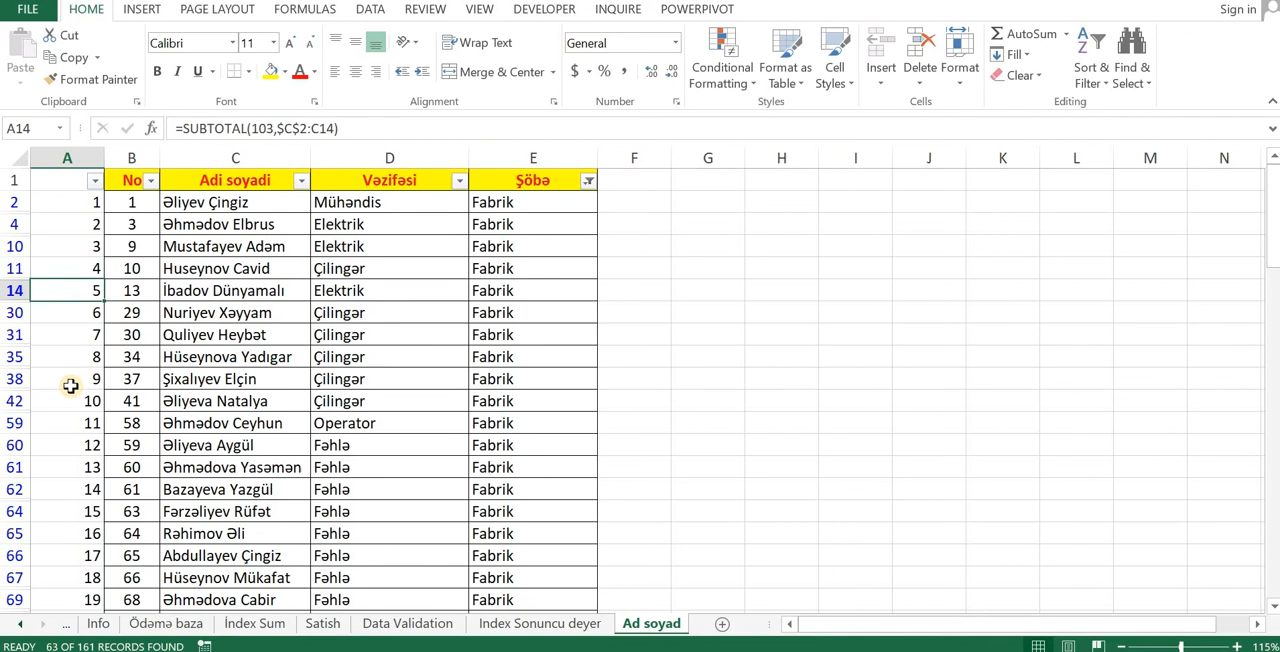 FILE HOME INSERT PAGE LAYOUT FORMULAS DATA REVIEW VIEW DEVELOPER INQUIRE POWERPIVOT Sign in
Paste Cut Copy Format Painter
Clipboard
Calibri 11 A A
B I U A
Font
Wrap Text
Merge & Center
Alignment
General
$ % ,
Number
Conditional Formatting Format as Table Cell Styles
Styles
Insert Delete Format
Cells
AutoSum Fill Clear Sort & Filter Find & Select
Editing
A14 fx =SUBTOTAL(103,$C$2:C14)
A B C D E F G H I J K L M N
1 No Adi soyadi Vəzifəsi Şöbə
2 1 1 Əliyev Çingiz Mühəndis Fabrik
4 2 3 Əhmədov Elbrus Elektrik Fabrik
10 3 9 Mustafayev Adəm Elektrik Fabrik
11 4 10 Huseynov Cavid Çilingər Fabrik
14 5 13 İbadov Dünyamalı Elektrik Fabrik
30 6 29 Nuriyev Xəyyam Çilingər Fabrik
31 7 30 Quliyev Heybət Çilingər Fabrik
35 8 34 Hüseynova Yadıgar Çilingər Fabrik
38 9 37 Şixalıyev Elçin Çilingər Fabrik
42 10 41 Əliyeva Natalya Çilingər Fabrik
59 11 58 Əhmədov Ceyhun Operator Fabrik
60 12 59 Əliyeva Aygül Fəhlə Fabrik
61 13 60 Əhmədova Yasəmən Fəhlə Fabrik
62 14 61 Bazayeva Yazgül Fəhlə Fabrik
64 15 63 Fərzəliyev Rüfət Fəhlə Fabrik
65 16 64 Rəhimov Əli Fəhlə Fabrik
66 17 65 Abdullayev Çingiz Fəhlə Fabrik
67 18 66 Hüseynov Mükafat Fəhlə Fabrik
69 19 68 Əhmədova Cabir Fəhlə Fabrik
... Info Ödəmə baza İndex Sum Satish Data Validation Index Sonuncu deyer Ad soyad
READY 63 OF 161 RECORDS FOUND 115%